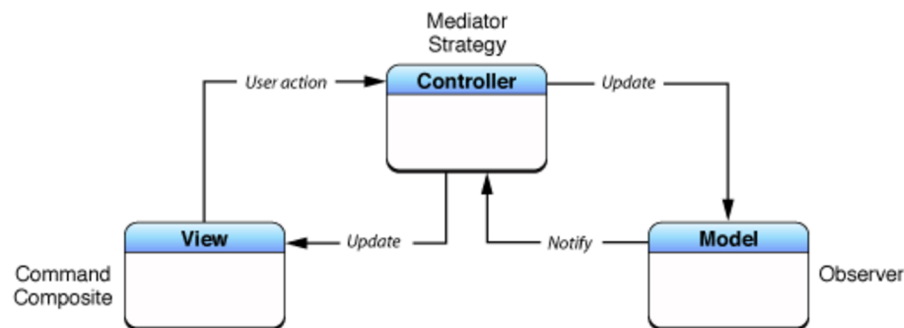 Mediator
Strategy
Controller
User action
Update
View
Update
Notify
Model
Command
Composite
Observer